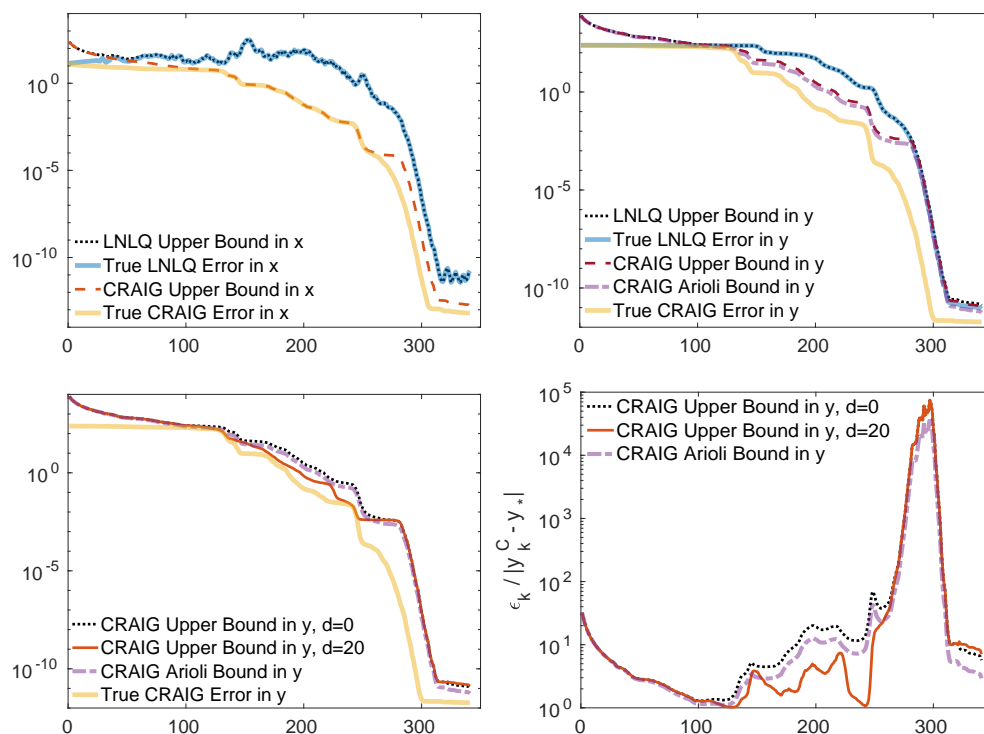 10^0
10^-5
10^-10
LNLQ Upper Bound in x
True LNLQ Error in x
CRAIG Upper Bound in x
True CRAIG Error in x
0 100 200 300
10^0
10^-5
10^-10
LNLQ Upper Bound in y
True LNLQ Error in y
CRAIG Upper Bound in y
CRAIG Arioli Bound in y
True CRAIG Error in y
0 100 200 300
10^0
10^-5
10^-10
CRAIG Upper Bound in y, d=0
CRAIG Upper Bound in y, d=20
CRAIG Arioli Bound in y
True CRAIG Error in y
0 100 200 300
ϵ_k / |y_k^C - y_*|
10^5
10^4
10^3
10^2
10^1
10^0
CRAIG Upper Bound in y, d=0
CRAIG Upper Bound in y, d=20
CRAIG Arioli Bound in y
0 100 200 300